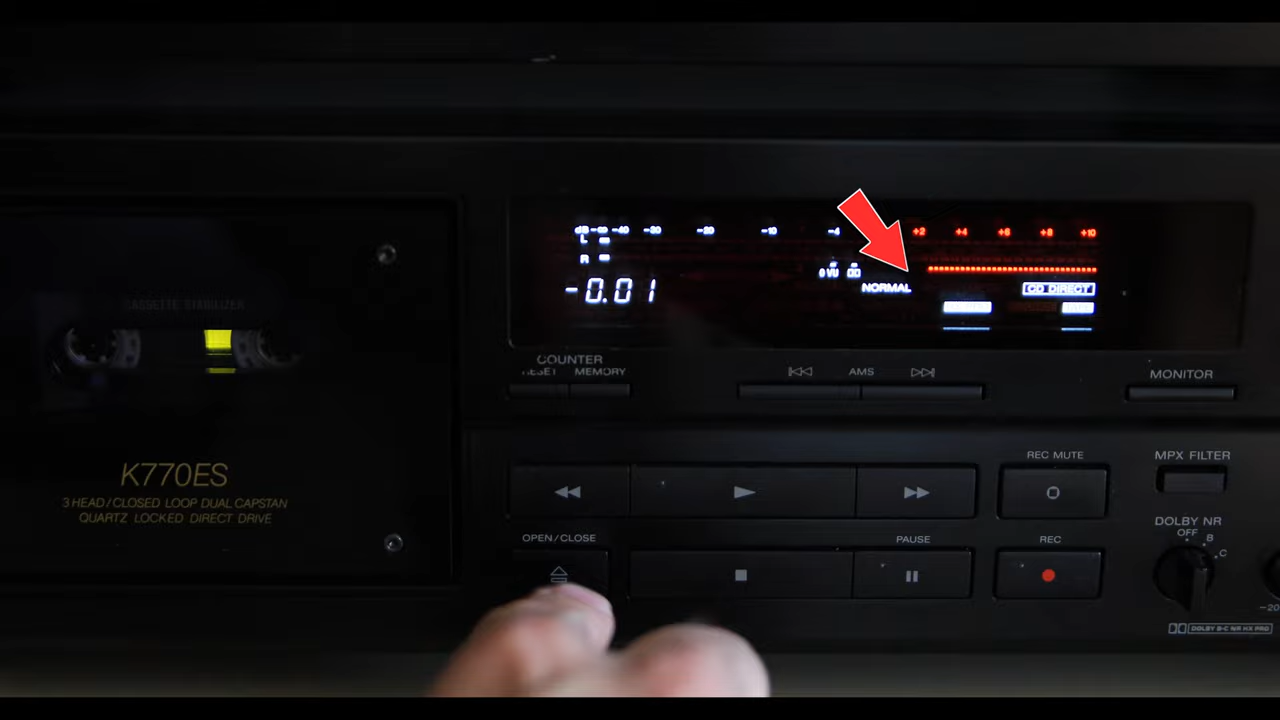 dB -∞ -40 -30 -20 -10 -4 +2 +4 +6 +8 +10
L
R
0 VU
-0.01
NORMAL
CD DIRECT
CASSETTE STABILIZER
COUNTER
RESET MEMORY
AMS
MONITOR
K770ES
3 HEAD/CLOSED LOOP DUAL CAPSTAN
QUARTZ LOCKED DIRECT DRIVE
REC MUTE
MPX FILTER
OPEN/CLOSE
PAUSE
REC
DOLBY NR
OFF
B
C
-20
DOLBY B-C NR HX PRO